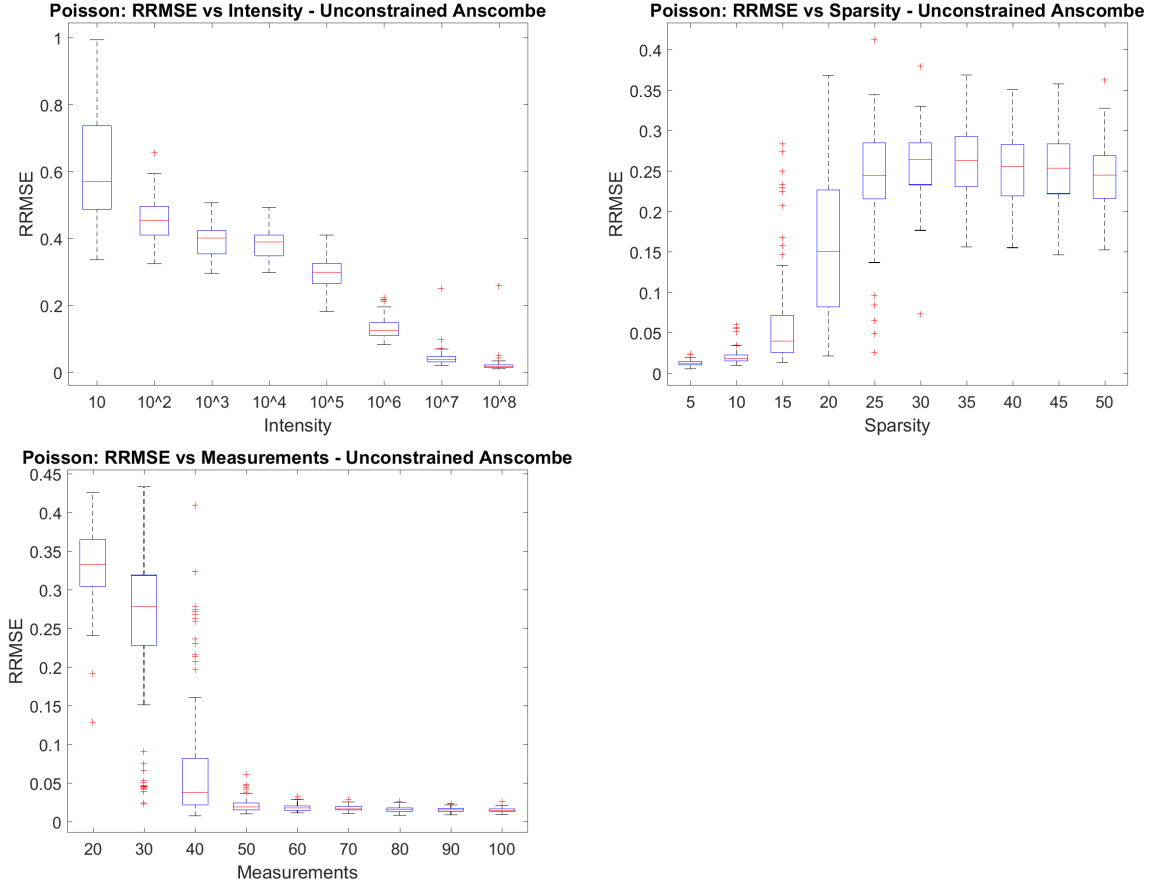 Poisson: RRMSE vs Intensity - Unconstrained Anscombe
1
0.8
0.6
0.4
0.2
0
RRMSE
10 10^2 10^3 10^4 10^5 10^6 10^7 10^8
Intensity
Poisson: RRMSE vs Sparsity - Unconstrained Anscombe
0.4
0.35
0.3
0.25
0.2
0.15
0.1
0.05
0
RRMSE
5 10 15 20 25 30 35 40 45 50
Sparsity
Poisson: RRMSE vs Measurements - Unconstrained Anscombe
0.45
0.4
0.35
0.3
0.25
0.2
0.15
0.1
0.05
0
RRMSE
20 30 40 50 60 70 80 90 100
Measurements